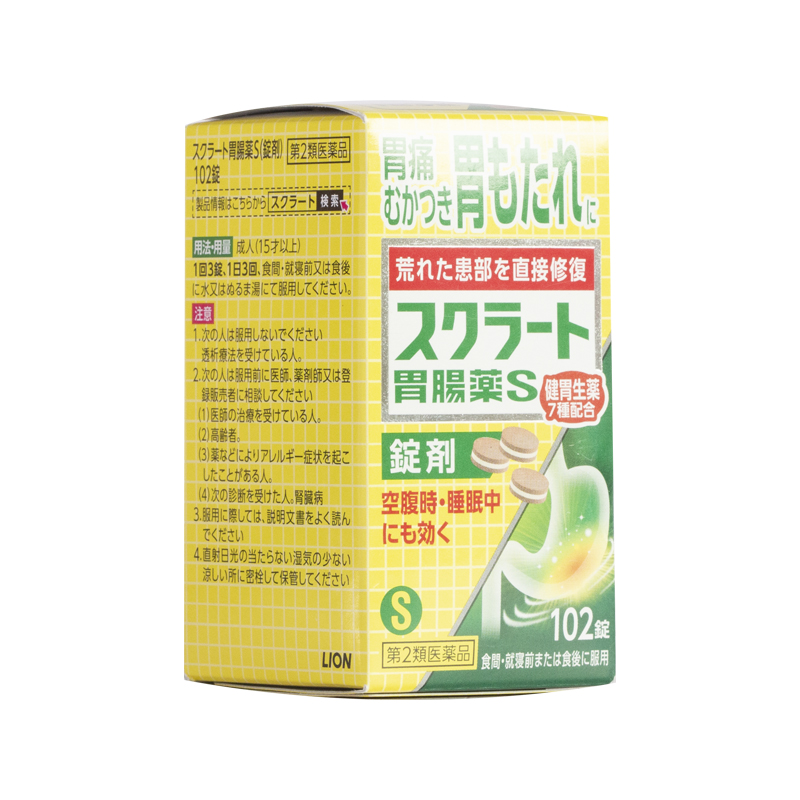 スクラート胃腸薬S(錠剤) 第2類医薬品
102錠
製品情報はこちらから スクラート 検索
用法・用量 成人(15才以上)
1回3錠、1日3回、食間・就寝前又は食後
に水又はぬるま湯にて服用してください。
注意
1.次の人は服用しないでください
透析療法を受けている人。
2.次の人は服用前に医師、薬剤師又は登
録販売者に相談してください
(1)医師の治療を受けている人。
(2)高齢者。
(3)薬などによりアレルギー症状を起こ
したことがある人。
(4)次の診断を受けた人。腎臓病
3.服用に際しては、説明文書をよく読ん
でください
4.直射日光の当たらない湿気の少ない
涼しい所に密栓して保管してください
LION
胃痛
むかつき 胃もたれに
荒れた患部を直接修復
スクラート
胃腸薬S
健胃生薬
7種配合
錠剤
空腹時・睡眠中
にも効く
S
第2類医薬品
102錠
食間・就寝前または食後に服用